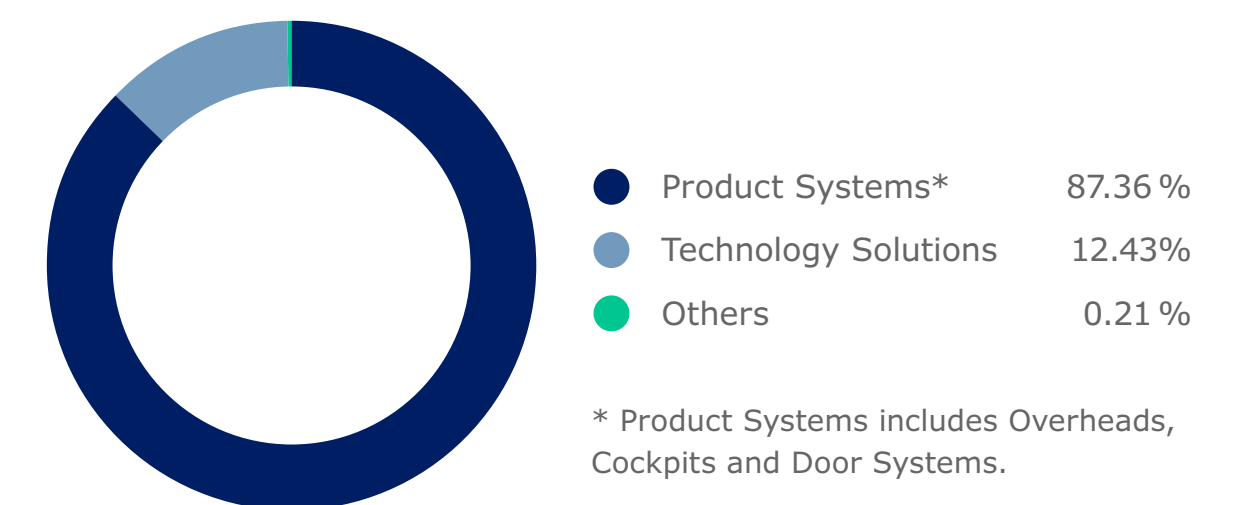 Product Systems* 87.36 %
Technology Solutions 12.43%
Others 0.21 %
* Product Systems includes Overheads,
Cockpits and Door Systems.